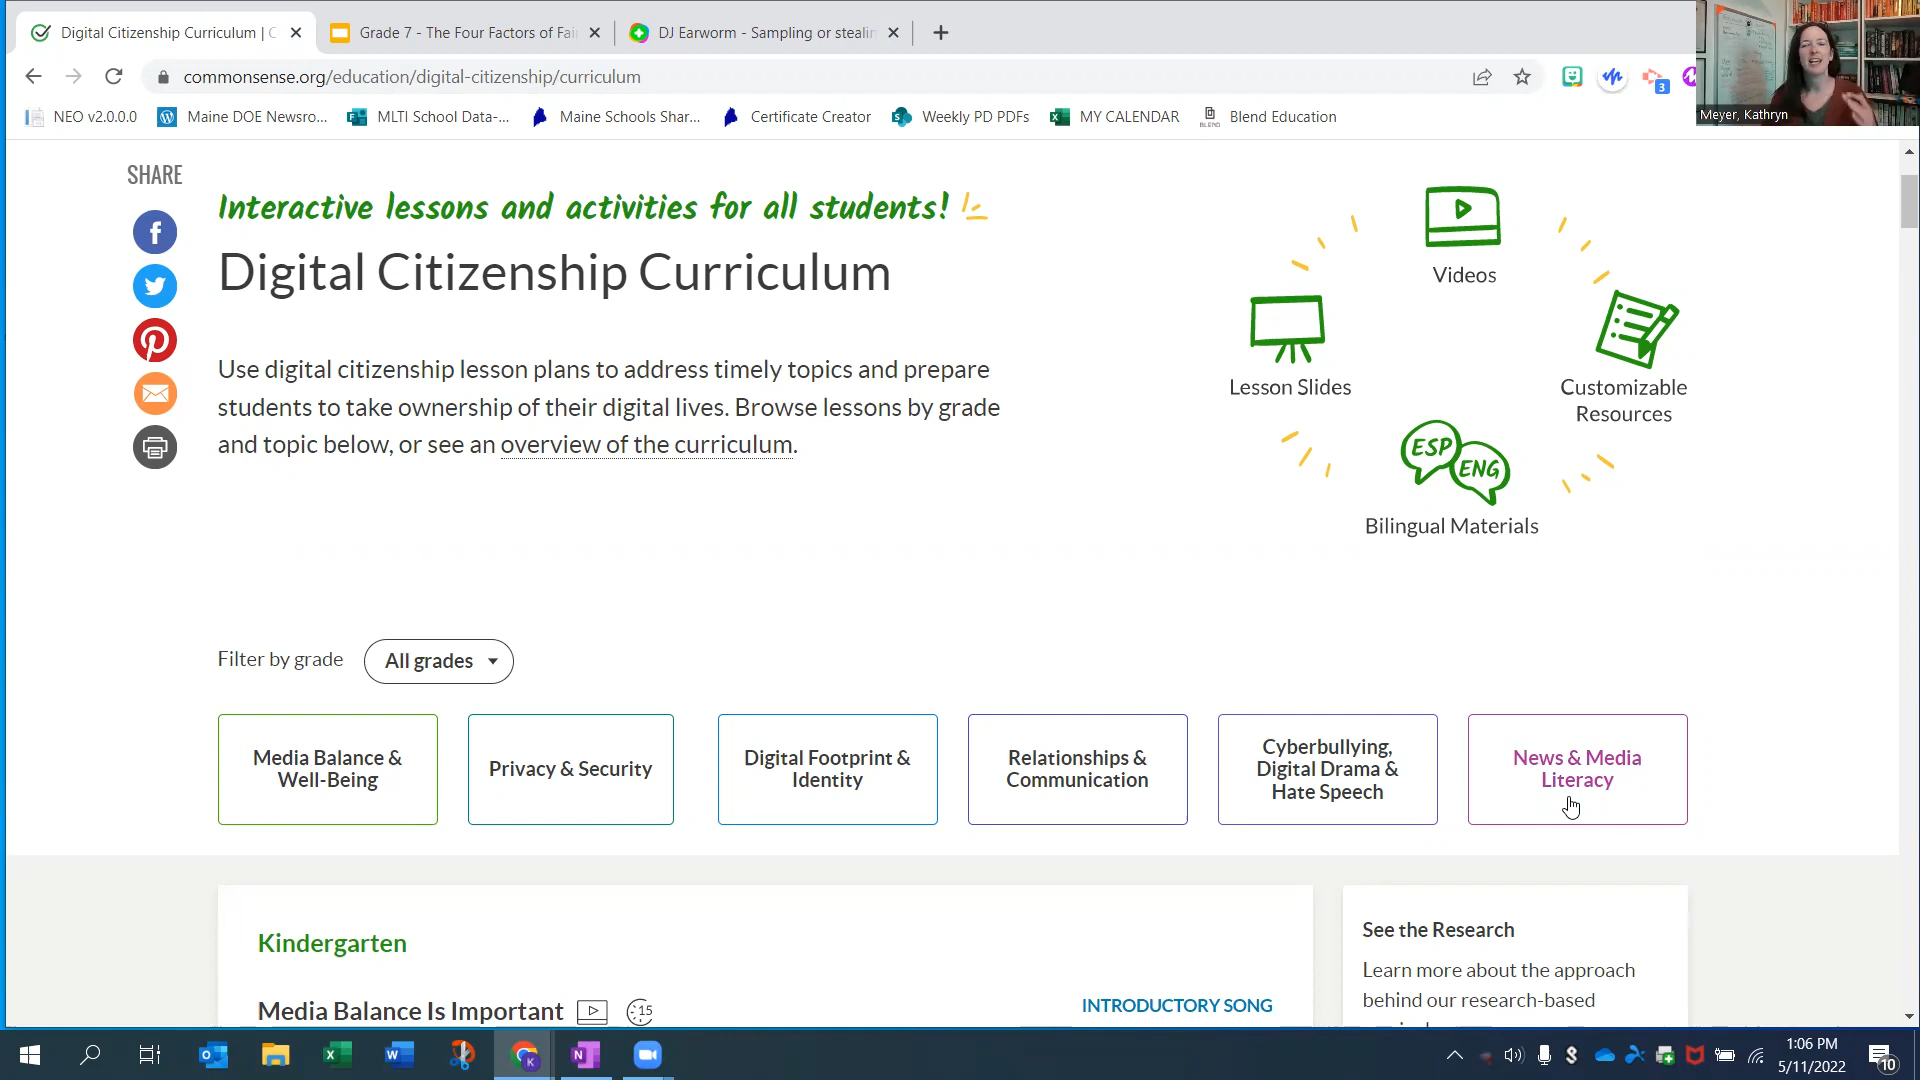 Digital Citizenship Curriculum | C
Grade 7 - The Four Factors of Fai
DJ Earworm - Sampling or stealin
commonsense.org/education/digital-citizenship/curriculum
3
NEO v2.0.0.0
Maine DOE Newsro...
MLTI School Data-...
Maine Schools Shar...
Certificate Creator
Weekly PD PDFs
MY CALENDAR
BLEND
Blend Education
Meyer, Kathryn
SHARE
Interactive lessons and activities for all students!
Digital Citizenship Curriculum
Use digital citizenship lesson plans to address timely topics and prepare
students to take ownership of their digital lives. Browse lessons by grade
and topic below, or see an overview of the curriculum.
Videos
Lesson Slides
Customizable
Resources
ESP
ENG
Bilingual Materials
Filter by grade
All grades
Media Balance &
Well-Being
Privacy & Security
Digital Footprint &
Identity
Relationships &
Communication
Cyberbullying,
Digital Drama &
Hate Speech
News & Media
Literacy
Kindergarten
Media Balance Is Important
15
INTRODUCTORY SONG
See the Research
Learn more about the approach
behind our research-based
1:06 PM
5/11/2022
10